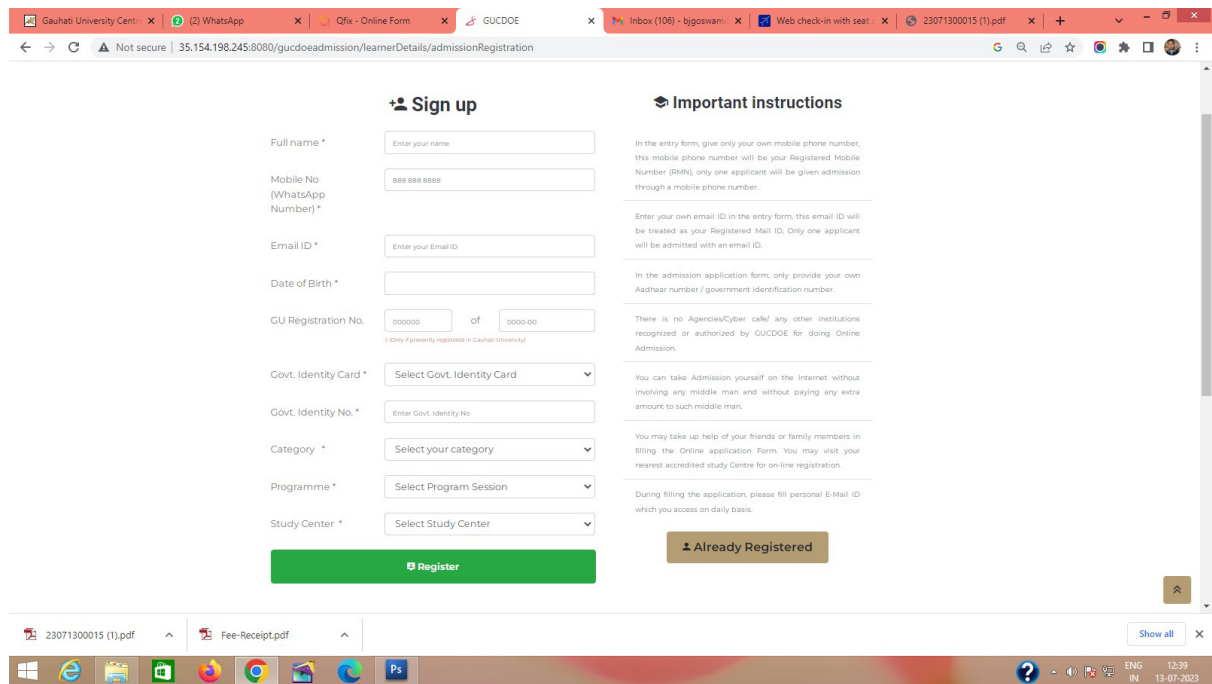 Gauhati University Centr
(2) WhatsApp
Qfix - Online Form
GUCDOE
Inbox (106) - bjgoswami
Web check-in with seat s
23071300015 (1).pdf
Not secure | 35.154.198.245:8080/gucdoeadmission/learnerDetails/admissionRegistration
Sign up
Full name *
Enter your name
Mobile No
(WhatsApp
Number) *
888 888 8888
Email ID *
Enter your Email ID
Date of Birth *
GU Registration No.
000000 of 0000-00
(Only if presently registered in Gauhati University)
Govt. Identity Card *
Select Govt. Identity Card
Govt. Identity No. *
Enter Govt. Identity No
Category *
Select your category
Programme *
Select Program Session
Study Center *
Select Study Center
Register
Important instructions
In the entry form, give only your own mobile phone number,
this mobile phone number will be your Registered Mobile
Number (RMN), only one applicant will be given admission
through a mobile phone number.
Enter your own email ID in the entry form, this email ID will
be treated as your Registered Mail ID, Only one applicant
will be admitted with an email ID.
In the admission application form, only provide your own
Aadhaar number / government identification number.
There is no Agencies/Cyber cafe/ any other institutions
recognized or authorized by GUCDOE for doing Online
Admission.
You can take Admission yourself on the Internet without
involving any middle man and without paying any extra
amount to such middle man.
You may take up help of your friends or family members in
filling the Online application Form. You may visit your
nearest accredited study Centre for on-line registration.
During filling the application, please fill personal E-Mail ID
which you access on daily basis.
Already Registered
23071300015 (1).pdf
Fee-Receipt.pdf
Show all
Ps
ENG
IN
12:39
13-07-2023